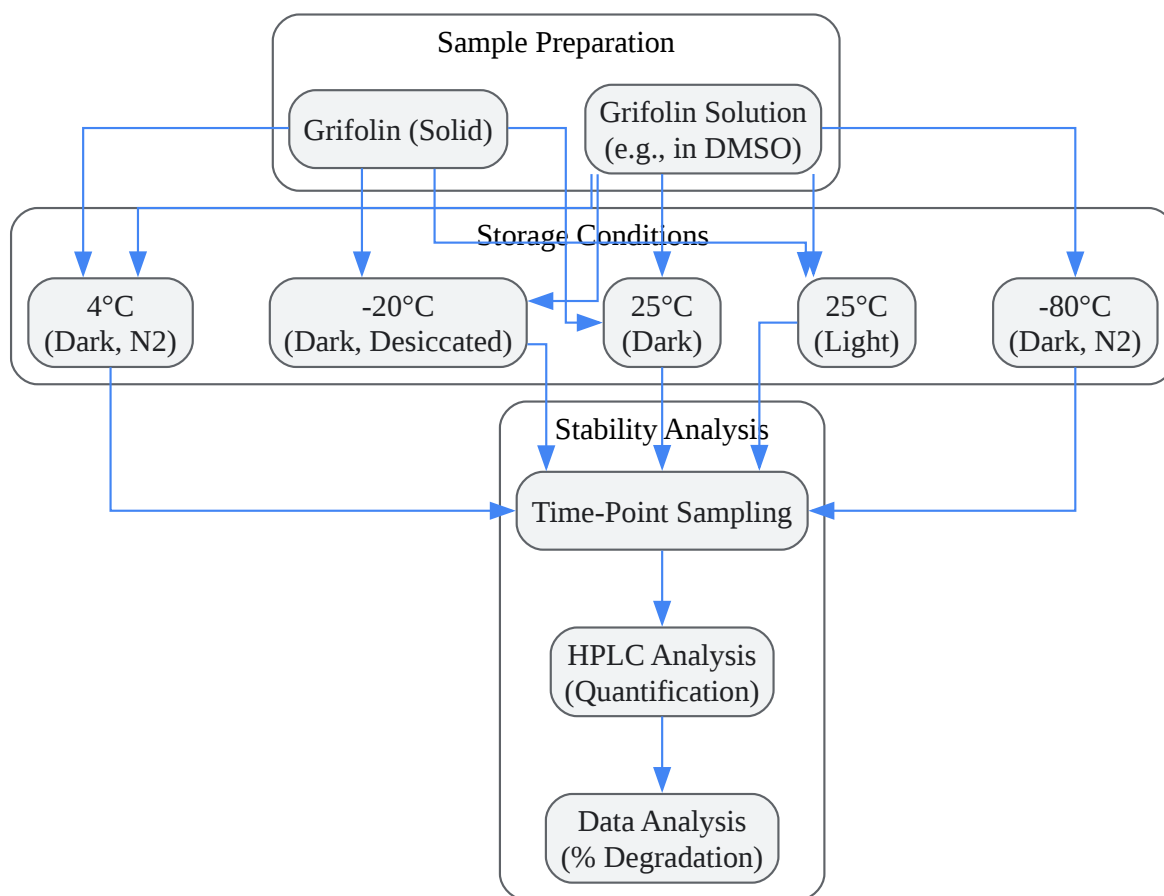 Sample Preparation
Grifolin (Solid)
Grifolin Solution
(e.g., in DMSO)
Storage Conditions
4°C
(Dark, N2)
-20°C
(Dark, Desiccated)
25°C
(Dark)
25°C
(Light)
-80°C
(Dark, N2)
Stability Analysis
Time-Point Sampling
HPLC Analysis
(Quantification)
Data Analysis
(% Degradation)